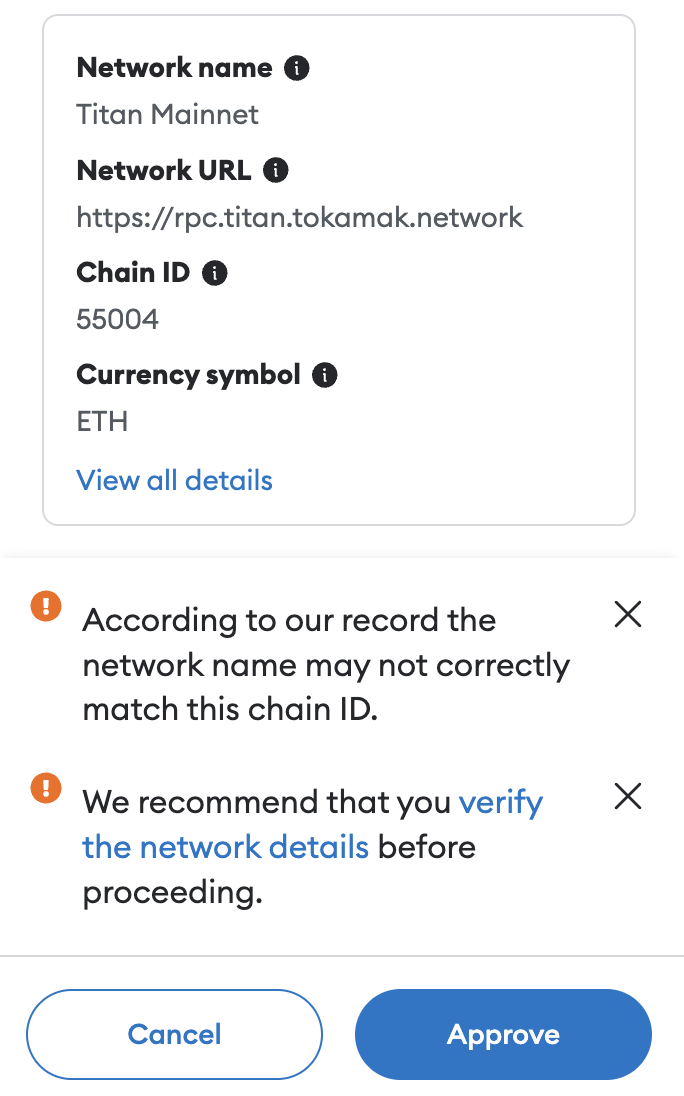 Network name
Titan Mainnet
Network URL
https://rpc.titan.tokamak.network
Chain ID
55004
Currency symbol
ETH
View all details
According to our record the
network name may not correctly
match this chain ID.
We recommend that you verify
the network details before
proceeding.
Cancel
Approve